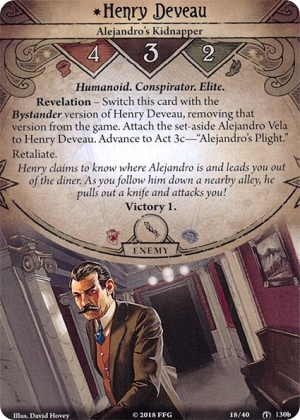 *Henry Deveau
Alejandro's Kidnapper
4 3 2
Humanoid. Conspirator. Elite.
Revelation – Switch this card with the
Bystander version of Henry Deveau, removing that
version from the game. Attach the set-aside Alejandro Vela
to Henry Deveau. Advance to Act 3c—"Alejandro's Plight."
Retaliate.
Henry claims to know where Alejandro is and leads you
out of the diner. As you follow him down a nearby alley, he
pulls out a knife and attacks you!
Victory 1.
ENEMY
Illus. David Hovey
© 2018 FFG
18/40
130b